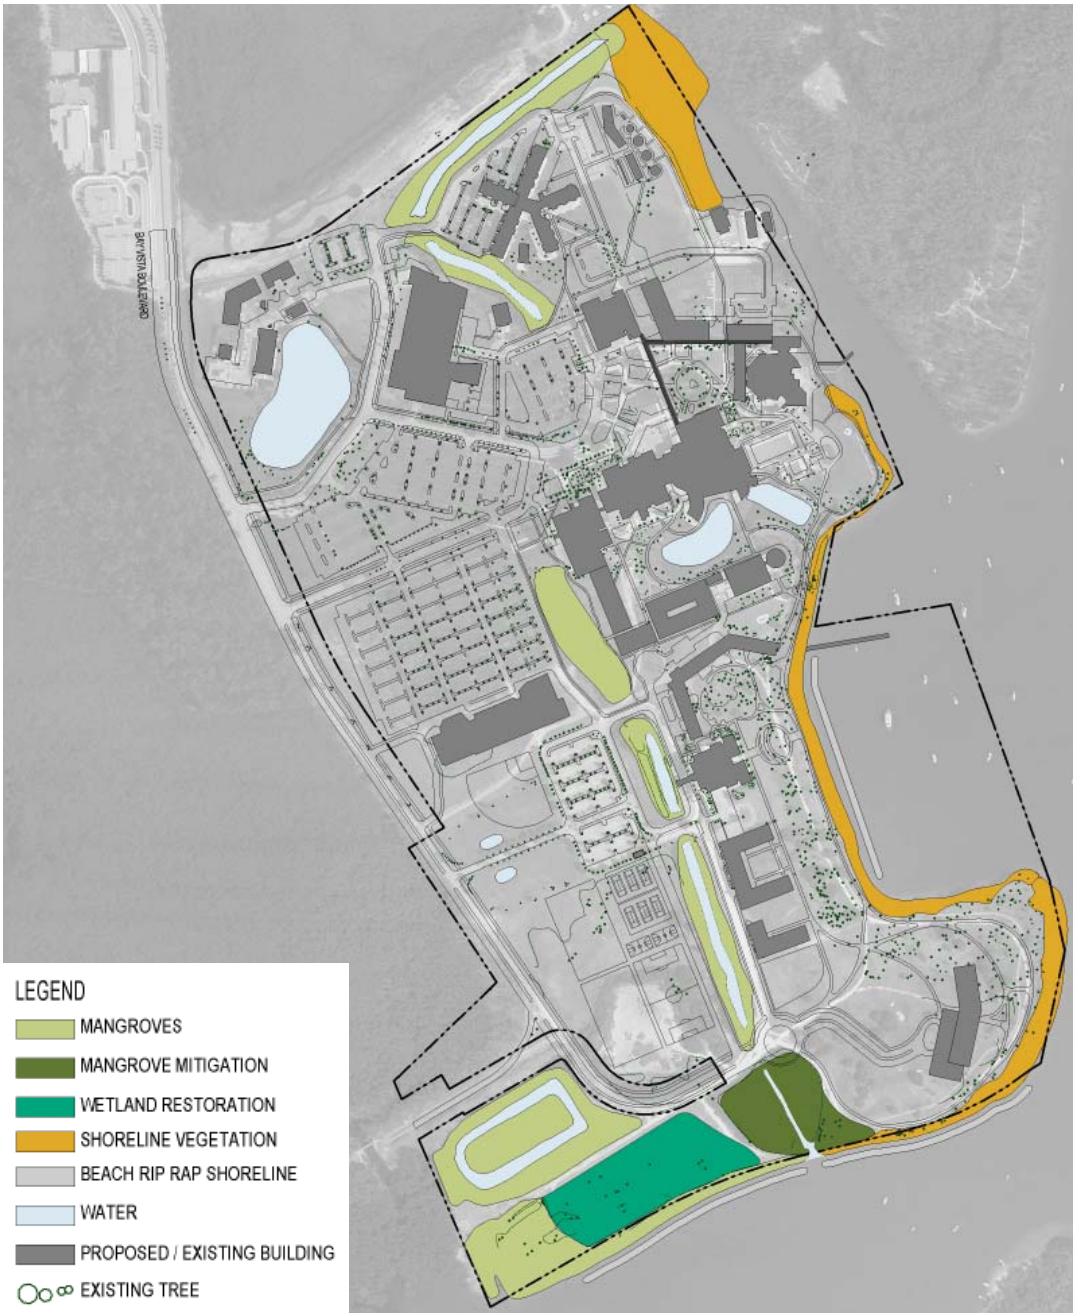 BAY VISTA BOULEVARD
LEGEND
MANGROVES
MANGROVE MITIGATION
WETLAND RESTORATION
SHORELINE VEGETATION
BEACH RIP RAP SHORELINE
WATER
PROPOSED / EXISTING BUILDING
EXISTING TREE